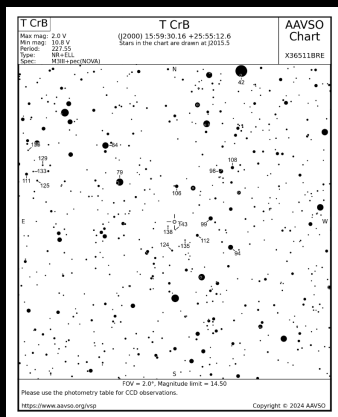 T CrB
Max mag: 2.0 V
Min mag: 10.8 V
Period: 227.55
Type: NR+ELL
Spec: M3III+pec(NOVA)
T CrB
(J2000) 15:59:30.16 +25:55:12.6
Stars in the chart are drawn at J2015.5
AAVSO
Chart
X36511BRE
N
42
84
129
133
125
111
79
108
98
106
E
W
143
138
99
112
124
135
94
S
FOV = 2.0°, Magnitude limit = 14.50
Please use the photometry table for CCD observations.
https://www.aavso.org/vsp
Copyright © 2024 AAVSO